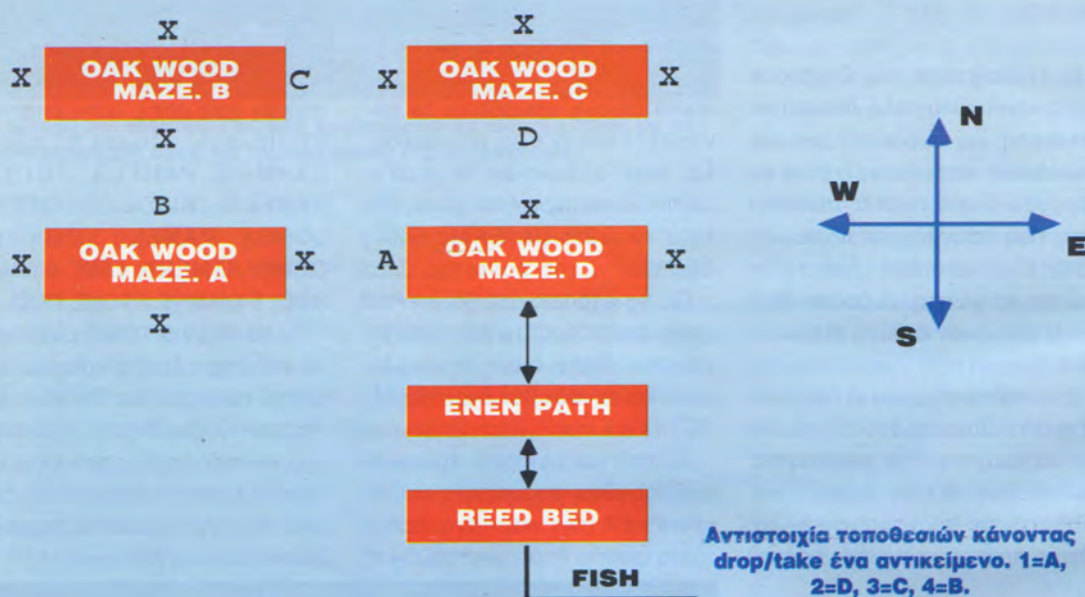 X X
X OAK WOOD C X OAK WOOD X
MAZE. B MAZE. C
X D
N
B X
W
X OAK WOOD X A OAK WOOD X
MAZE. A MAZE. D
E
X
S
ENEN PATH
REED BED
FISH
Αντιστοιχία τοποθεσιών κάνοντας
drop/take ένα αντικείμενο. 1=A,
2=D, 3=C, 4=B.